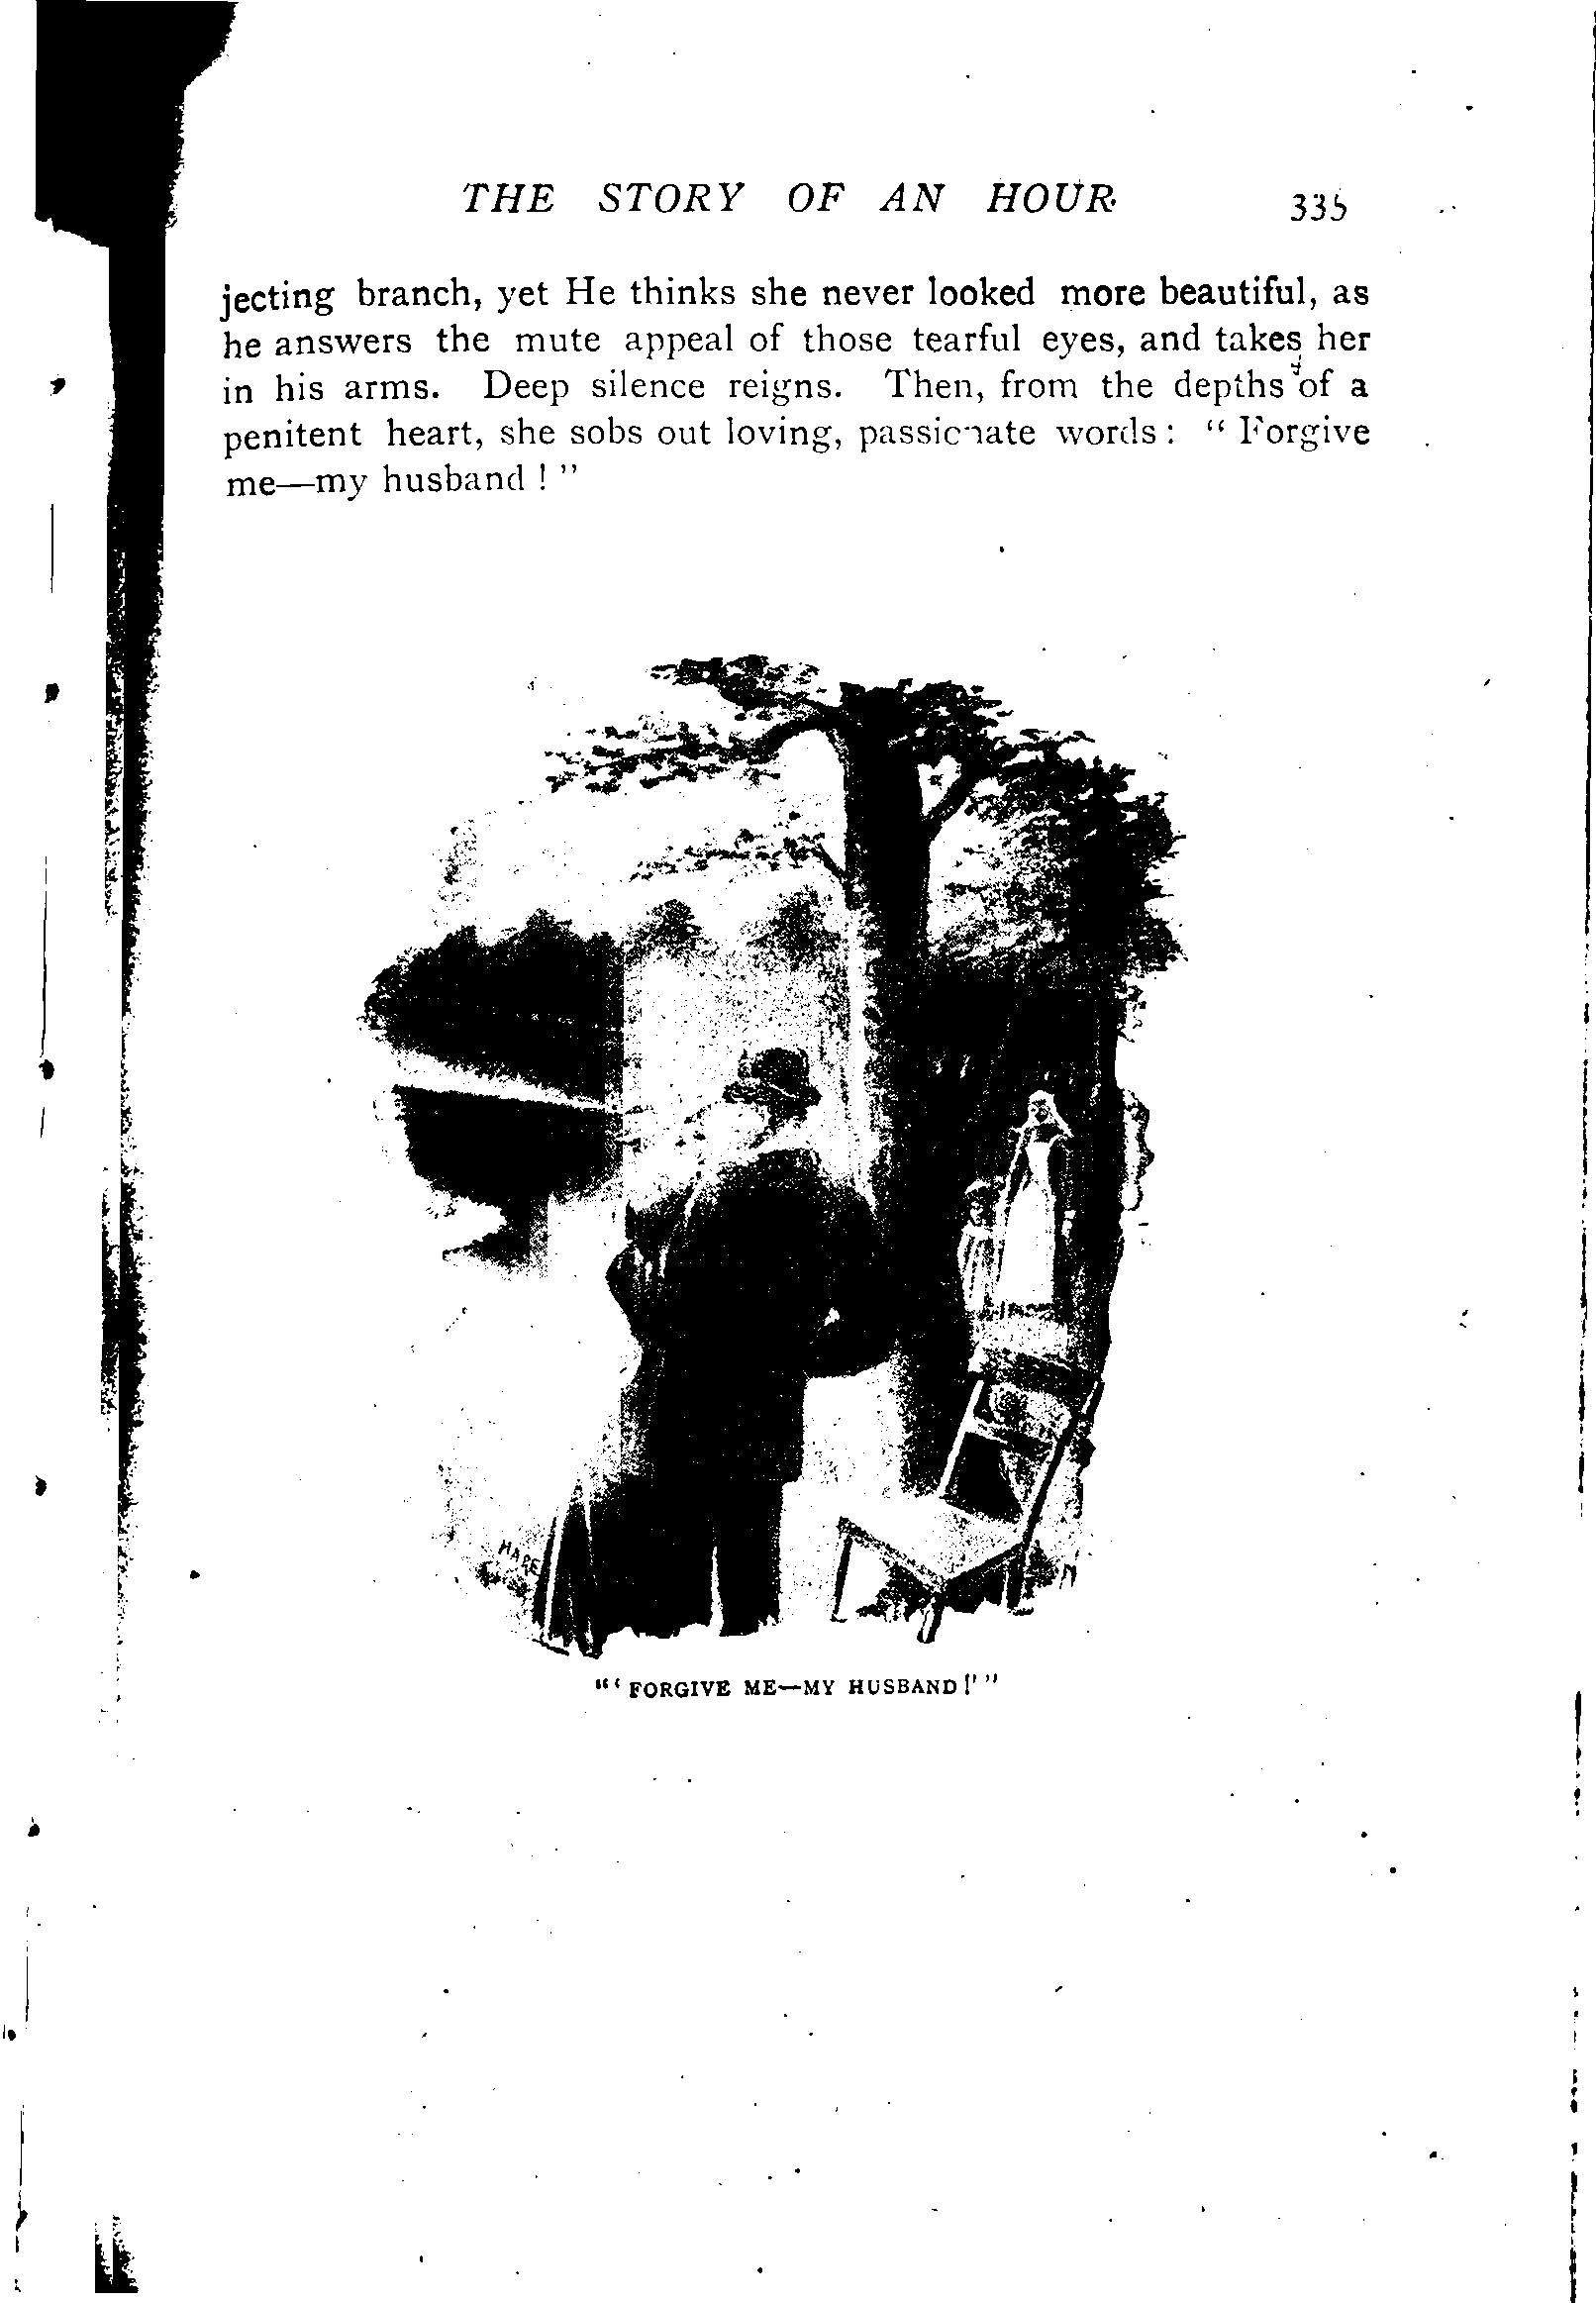 THE STORY OF AN HOUR 335
jecting branch, yet He thinks she never looked more beautiful, as
he answers the mute appeal of those tearful eyes, and takes her
in his arms. Deep silence reigns. Then, from the depths of a
penitent heart, she sobs out loving, passionate words: “ Forgive
me—my husband ! ”
HARE
“‘ FORGIVE ME—MY HUSBAND!’ ”